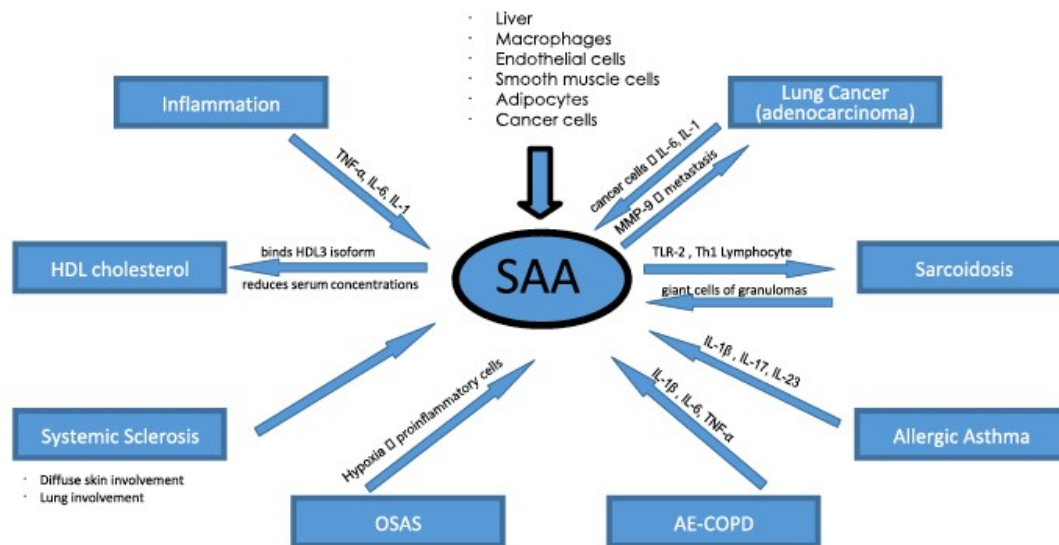 · Liver
· Macrophages
· Endothelial cells
· Smooth muscle cells
· Adipocytes
· Cancer cells
Inflammation
Lung Cancer
(adenocarcinoma)
TNF-α, IL-6, IL-1
cancer cells ▯ IL-6, IL-1
MMP-9 ▯ metastasis
HDL cholesterol
binds HDL3 isoform
reduces serum concentrations
SAA
TLR-2 , Th1 Lymphocyte
giant cells of granulomas
Sarcoidosis
Systemic Sclerosis
· Diffuse skin involvement
· Lung involvement
Hypoxia ▯ proinflammatory cells
OSAS
IL-1β , IL-6, TNF-α
AE-COPD
IL-1β , IL-17, IL-23
Allergic Asthma